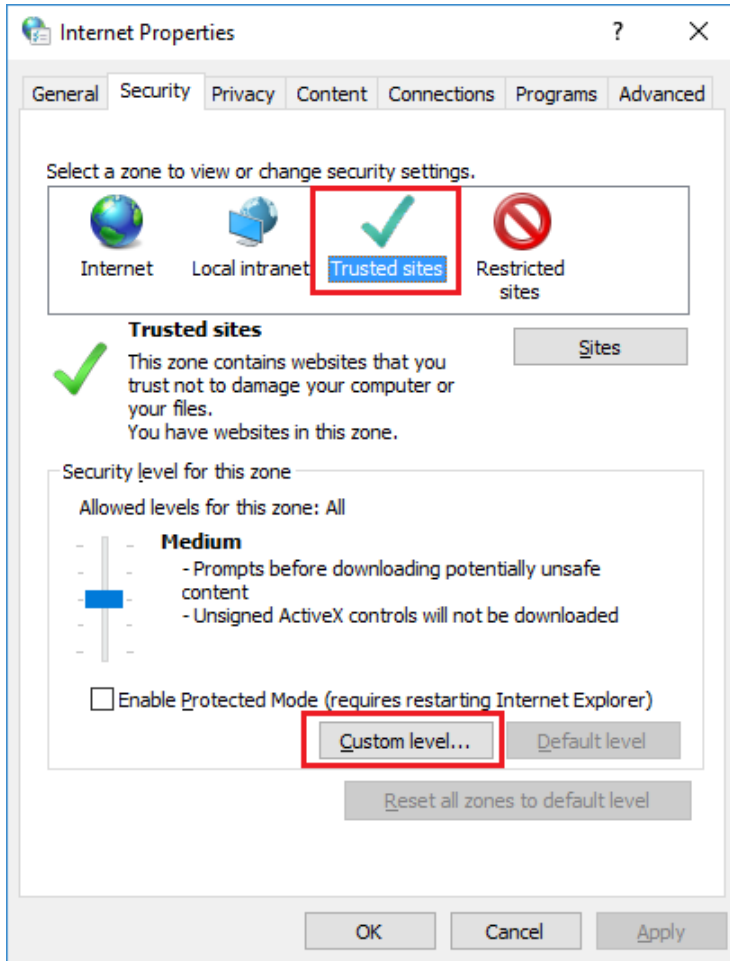 Internet Properties
?
General Security Privacy Content Connections Programs Advanced
Select a zone to view or change security settings.
Internet Local intranet Trusted sites Restricted
sites
Trusted sites
Sites
This zone contains websites that you
trust not to damage your computer or
your files.
You have websites in this zone.
Security level for this zone
Allowed levels for this zone: All
Medium
- Prompts before downloading potentially unsafe
content
- Unsigned ActiveX controls will not be downloaded
Enable Protected Mode (requires restarting Internet Explorer)
Custom level... Default level
Reset all zones to default level
OK Cancel Apply